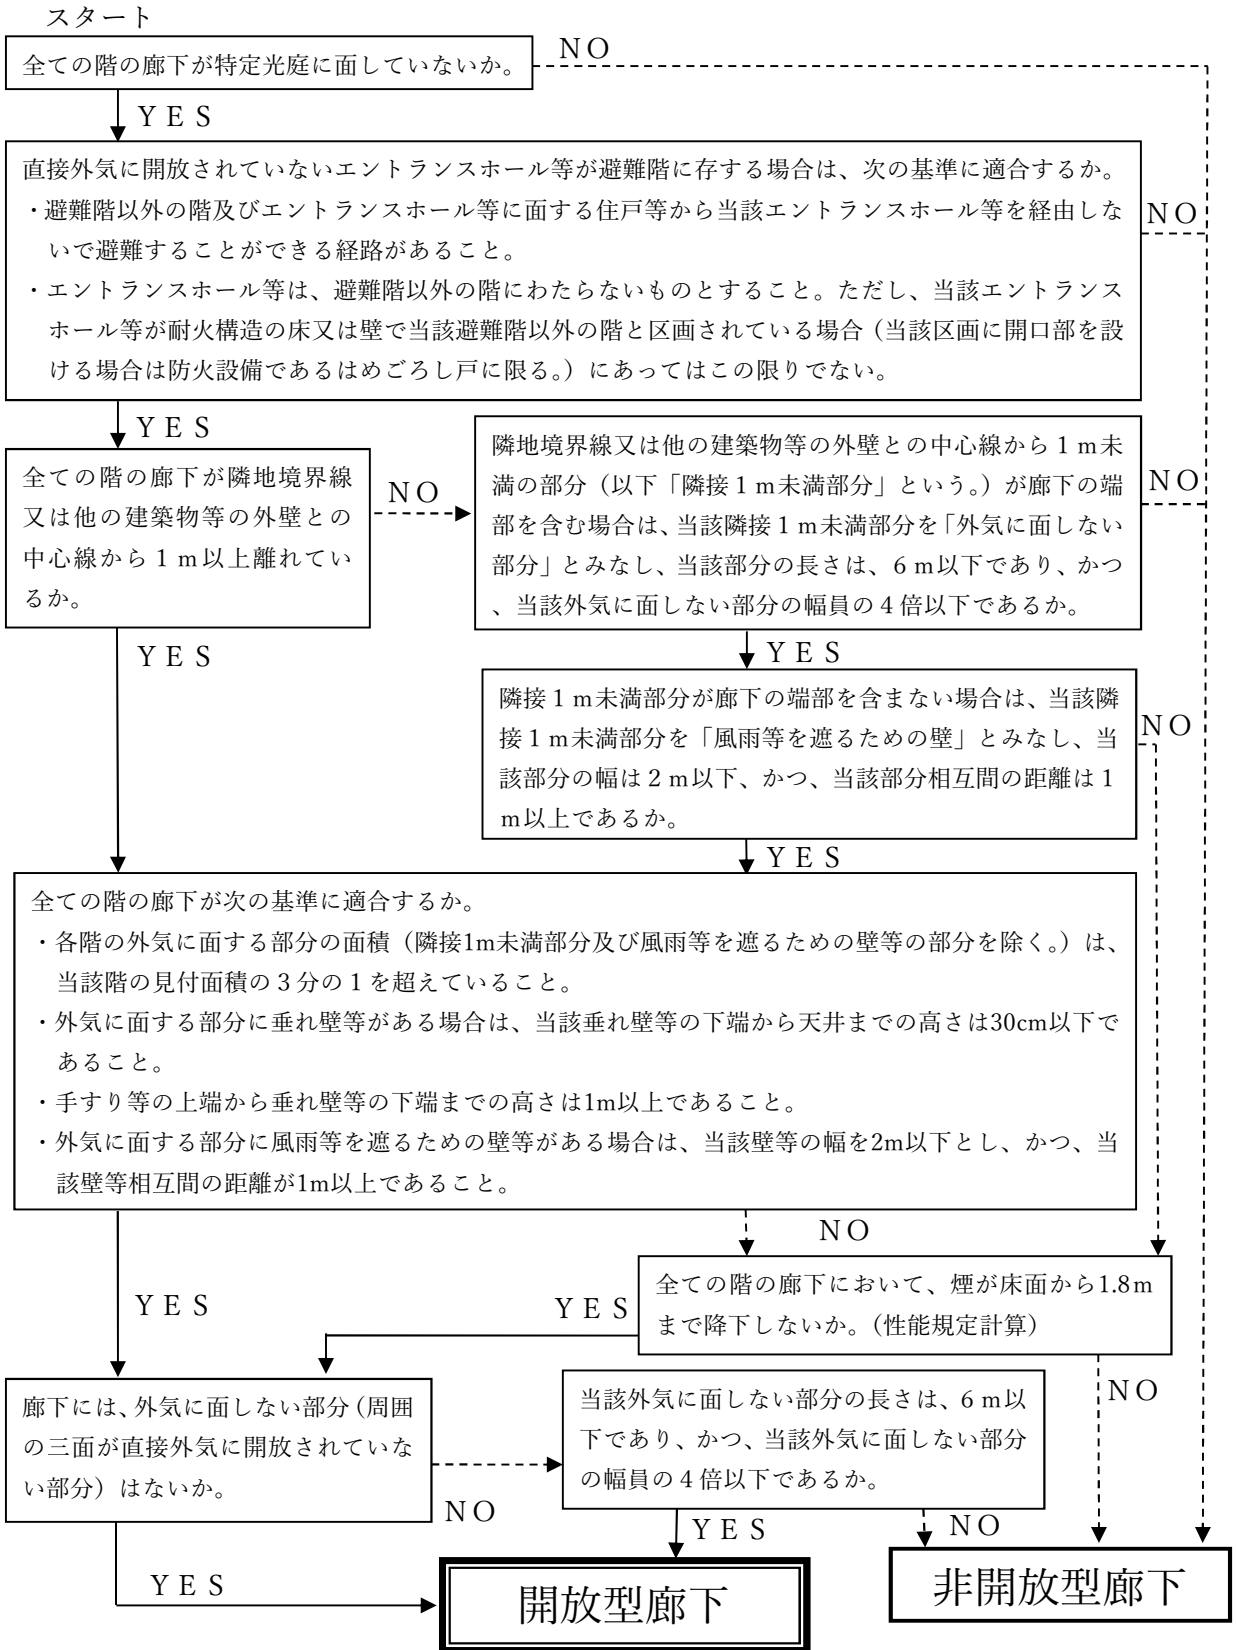 スタート
全ての階の廊下が特定光庭に面していないか。
NO
YES
直接外気に開放されていないエントランスホール等が避難階に存する場合は、次の基準に適合するか。
・避難階以外の階及びエントランスホール等に面する住戸等から当該エントランスホール等を経由しな
いで避難することができる経路があること。
・エントランスホール等は、避難階以外の階にわたらないものとすること。ただし、当該エントランス
ホール等が耐火構造の床又は壁で当該避難階以外の階と区画されている場合（当該区画に開口部を設
ける場合は防火設備であるはめごろし戸に限る。）にあってはこの限りでない。
NO
YES
全ての階の廊下が隣地境界線
又は他の建築物等の外壁との
中心線から１ｍ以上離れてい
るか。
NO
隣地境界線又は他の建築物等の外壁との中心線から１ｍ未
満の部分（以下「隣接１ｍ未満部分」という。）が廊下の端
部を含む場合は、当該隣接１ｍ未満部分を「外気に面しない
部分」とみなし、当該部分の長さは、６ｍ以下であり、かつ
、当該外気に面しない部分の幅員の４倍以下であるか。
NO
YES
YES
隣接１ｍ未満部分が廊下の端部を含まない場合は、当該隣
接１ｍ未満部分を「風雨等を遮るための壁」とみなし、当
該部分の幅は２ｍ以下、かつ、当該部分相互間の距離は１
ｍ以上であるか。
NO
YES
全ての階の廊下が次の基準に適合するか。
・各階の外気に面する部分の面積（隣接1m未満部分及び風雨等を遮るための壁等の部分を除く。）は、
当該階の見付面積の３分の１を超えていること。
・外気に面する部分に垂れ壁等がある場合は、当該垂れ壁等の下端から天井までの高さは30cm以下で
あること。
・手すり等の上端から垂れ壁等の下端までの高さは1m以上であること。
・外気に面する部分に風雨等を遮るための壁等がある場合は、当該壁等の幅を2m以下とし、かつ、当
該壁等相互間の距離が1m以上であること。
NO
YES
全ての階の廊下において、煙が床面から1.8m
まで降下しないか。（性能規定計算）
YES
NO
廊下には、外気に面しない部分（周囲
の三面が直接外気に開放されていな
い部分）はないか。
NO
当該外気に面しない部分の長さは、６ｍ以
下であり、かつ、当該外気に面しない部分
の幅員の４倍以下であるか。
YES
NO
YES
開放型廊下
非開放型廊下